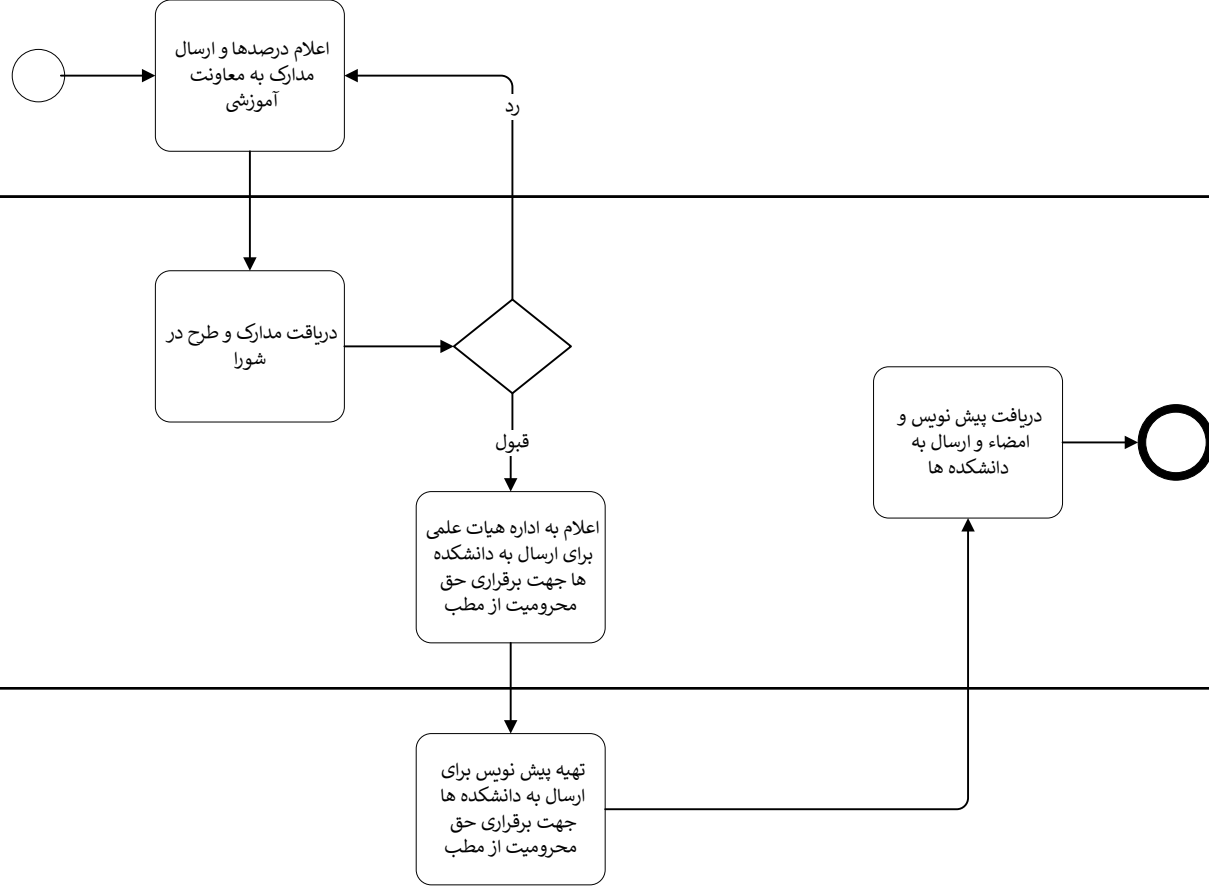 اعلام درصدها و ارسال
مدارک به معاونت
آموزشی
رد
دریاقت مدارک و طرح در
شورا
قبول
دریافت پیش نویس و
امضاء و ارسال به
دانشکده ها
اعلام به اداره هیات علمی
برای ارسال به دانشکده
ها جهت برقراری حق
محرومیت از مطب
تهیه پیش نویس برای
ارسال به دانشکده ها
جهت برقراری حق
محرومیت از مطب